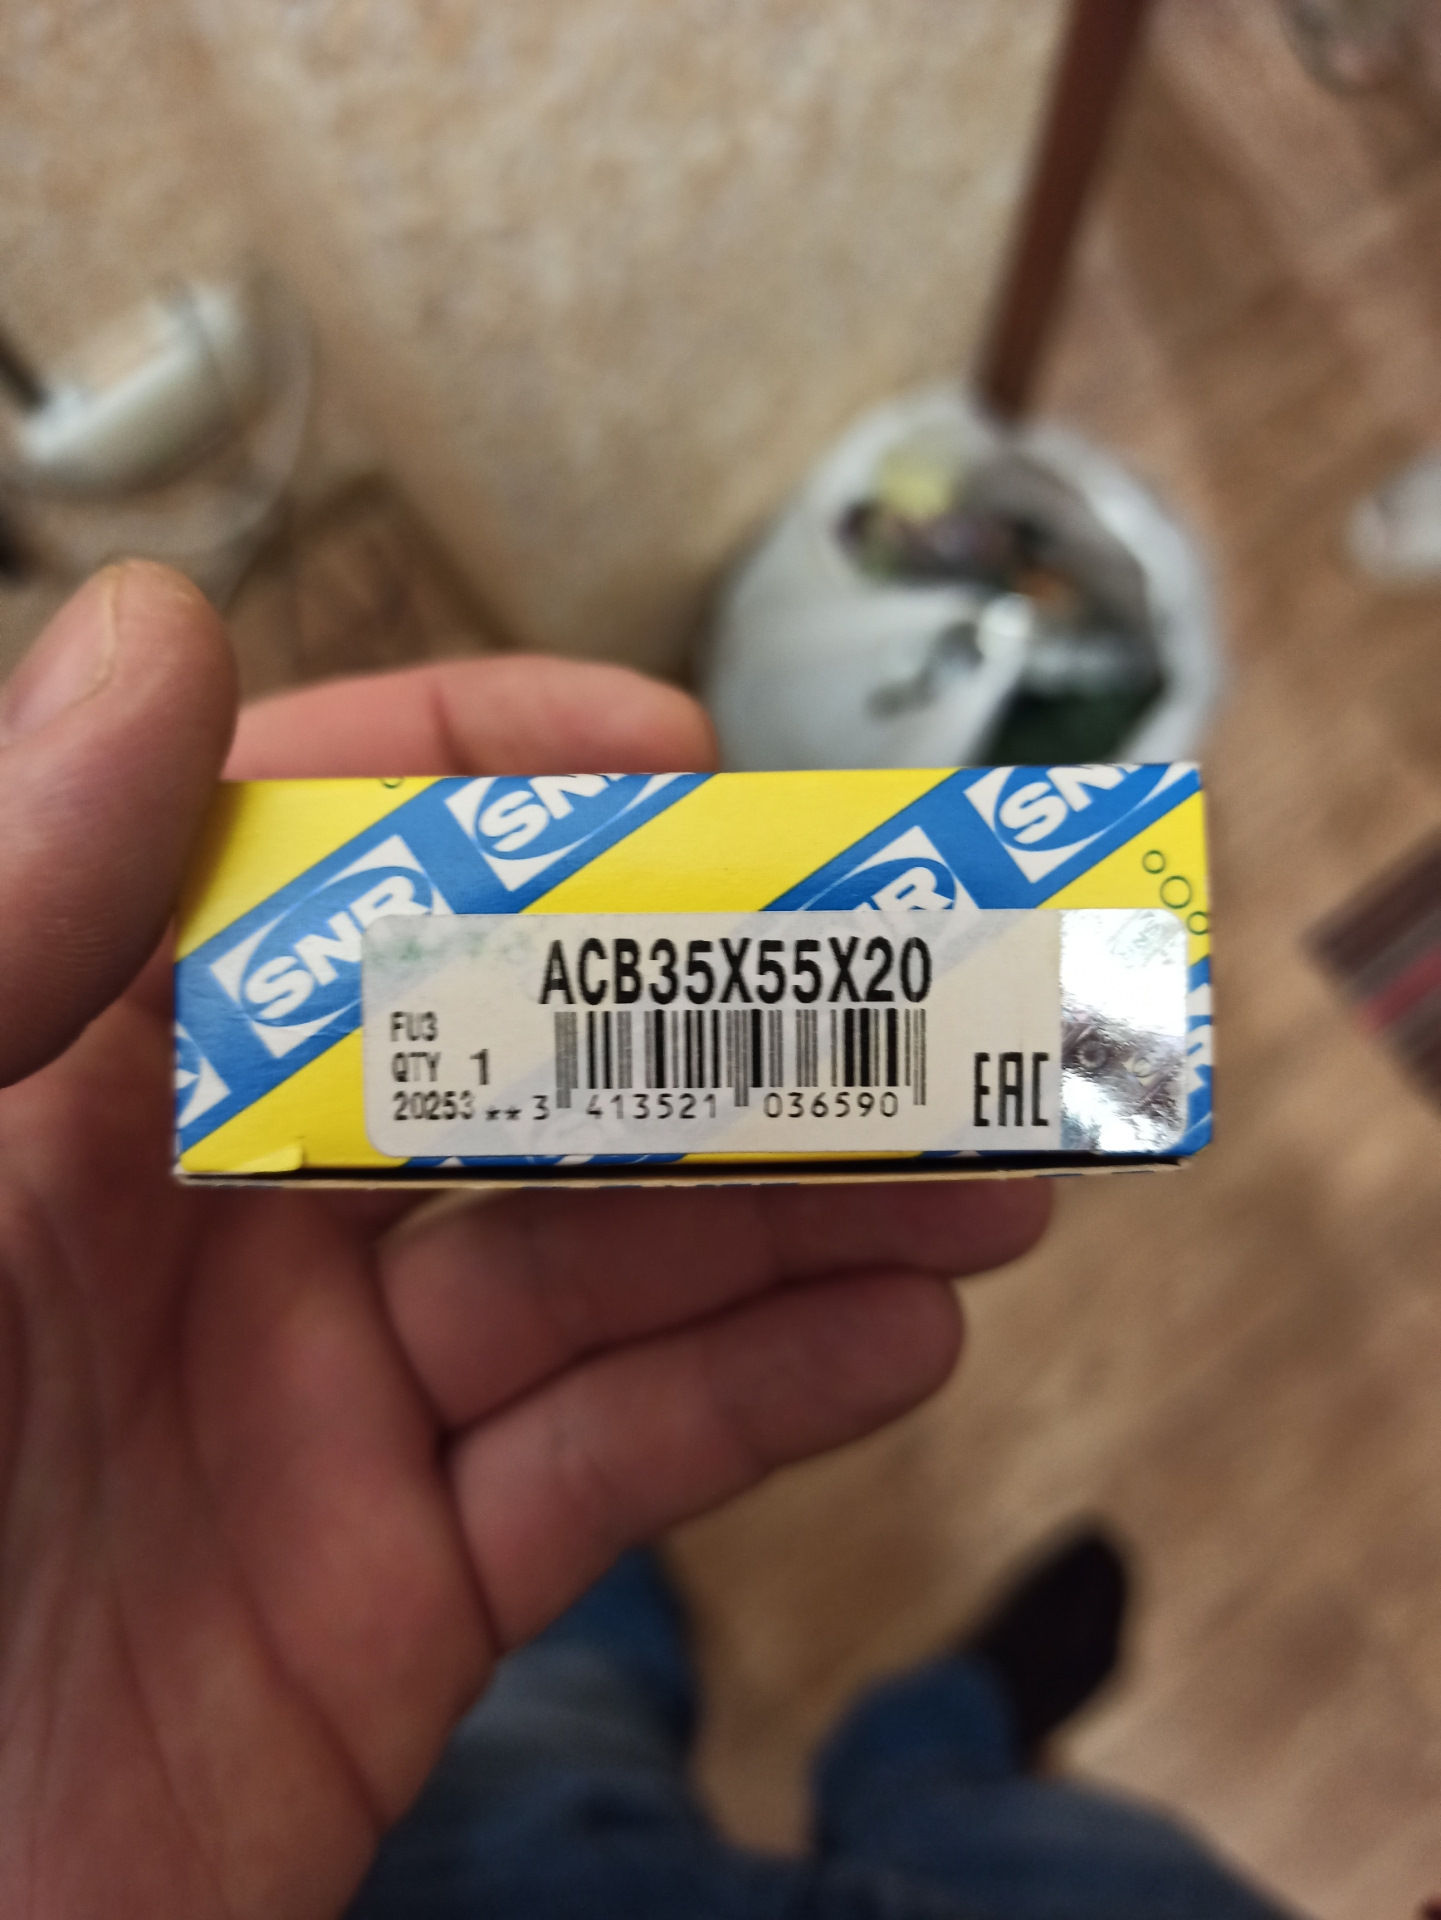 SNR
SNR
SNR
SNR
ACB35X55X20
FU3
QTY 1
20253 ** 3 413521 036590
EAC